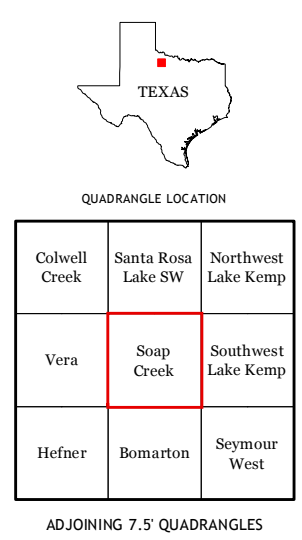 TEXAS
QUADRANGLE LOCATION
Colwell
Creek
Santa Rosa
Lake SW
Northwest
Lake Kemp
Vera
Soap
Creek
Southwest
Lake Kemp
Hefner
Bomarton
Seymour
West
ADJOINING 7.5' QUADRANGLES